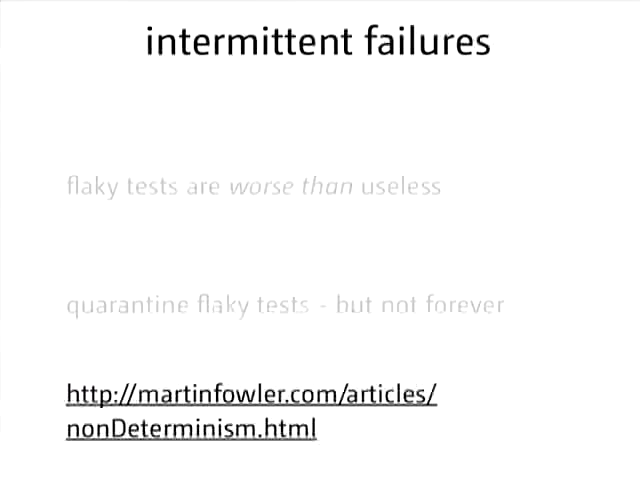 intermittent failures
flaky tests are worse than useless
quarantine flaky tests - but not forever
http://martinfowler.com/articles/
nonDeterminism.html